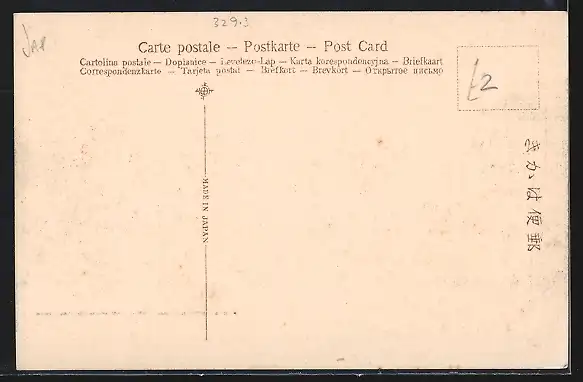 329.3
JAP
Carte postale — Postkarte — Post Card
Cartolina postale — Dopisnice — Levelező-Lap — Karta korespondencyjna — Briefkaart
Correspondenzkarte — Tarjeta postal — Brefkort — Brevkort — Открытое письмо
£2
MADE IN JAPAN
きかは便郵